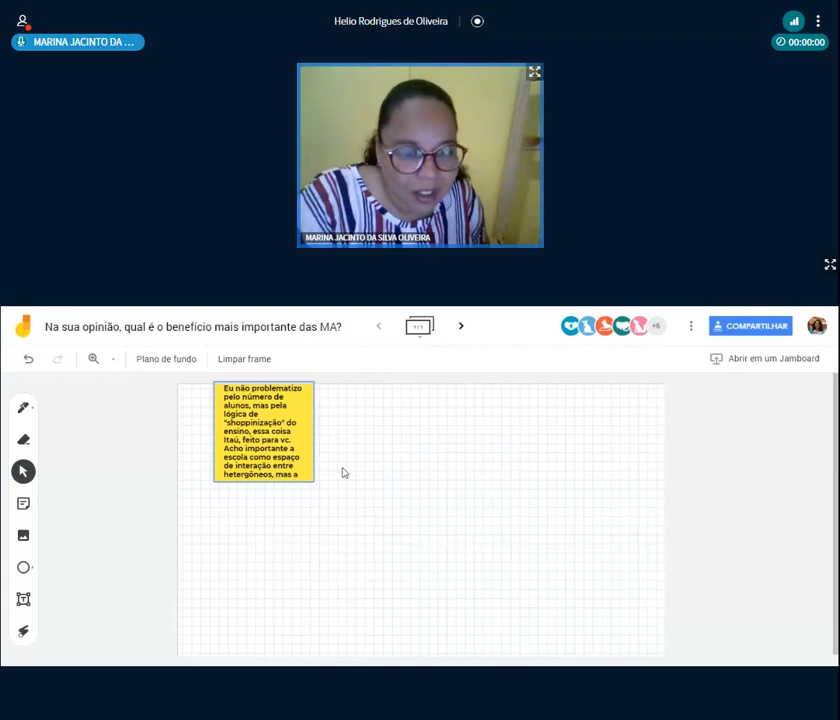 Helio Rodrigues de Oliveira
MARINA JACINTO DA ...
00:00:00
MARINA JACINTO DA SILVA OLIVEIRA
Na sua opinião, qual é o benefício mais importante das MA?
1/1
+6
COMPARTILHAR
Plano de fundo
Limpar frame
Abrir em um Jamboard
Eu não problematizo
pelo número de
alunos, mas pela
lógica de
"shoppinização" do
ensino, essa coisa
Itaú, feito para vc.
Acho importante a
escola como espaço
de interação entre
hetergôneos, mas a